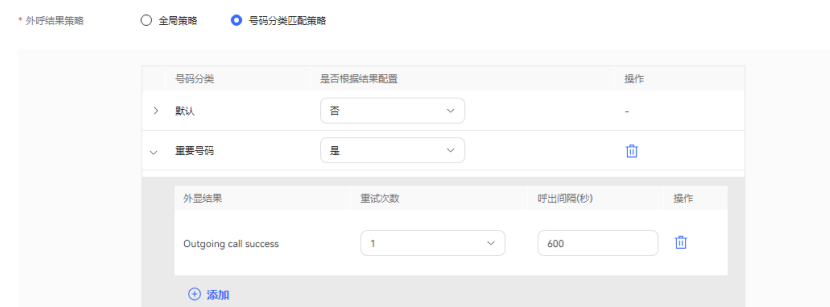 * 外呼结果策略 全局策略 号码分类匹配策略
号码分类 是否根据结果配置 操作
默认 否 -
重要号码 是
外显结果 重试次数 呼出间隔(秒) 操作
Outgoing call success 1 600
添加